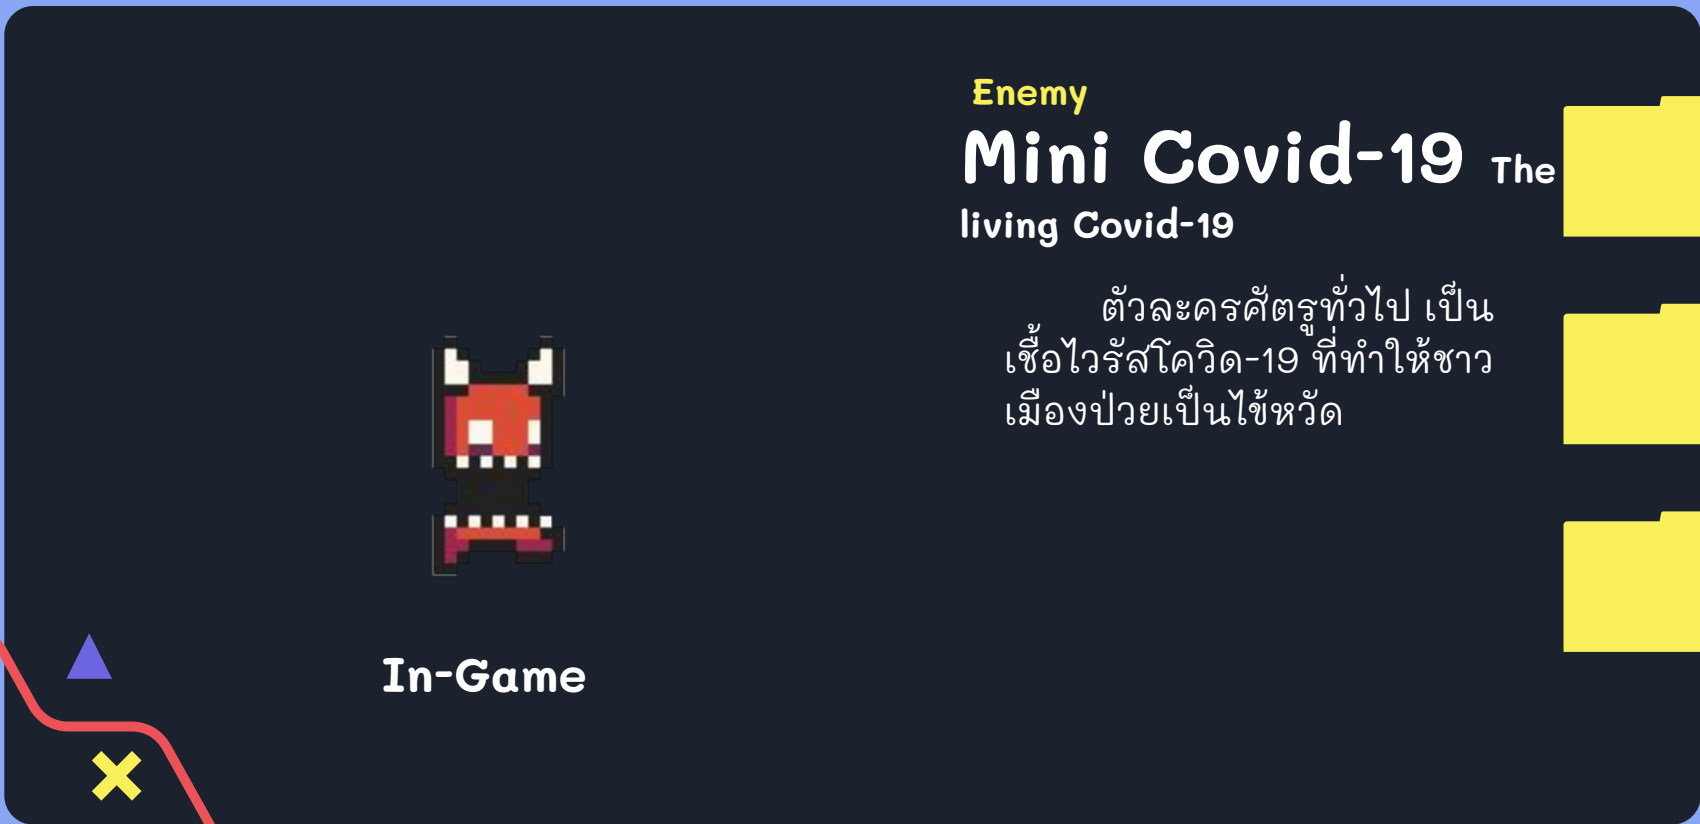 Enemy
Mini Covid-19 The
living Covid-19
ตัวละครศัตรูทั่วไป เป็น
เชื้อไวรัสโควิด-19 ที่ทำให้ชาว
เมืองป่วยเป็นไข้หวัด
In-Game